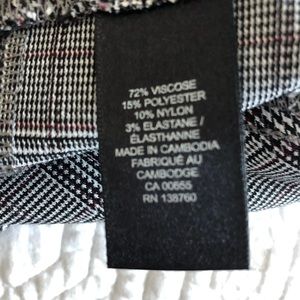 72% VISCOSE
15% POLYESTER
10% NYLON
3% ELASTANE /
ÉLASTHANNE
MADE IN CAMBODIA
FABRIQUÉ AU
CAMBODGE
CA 00655
RN 138760